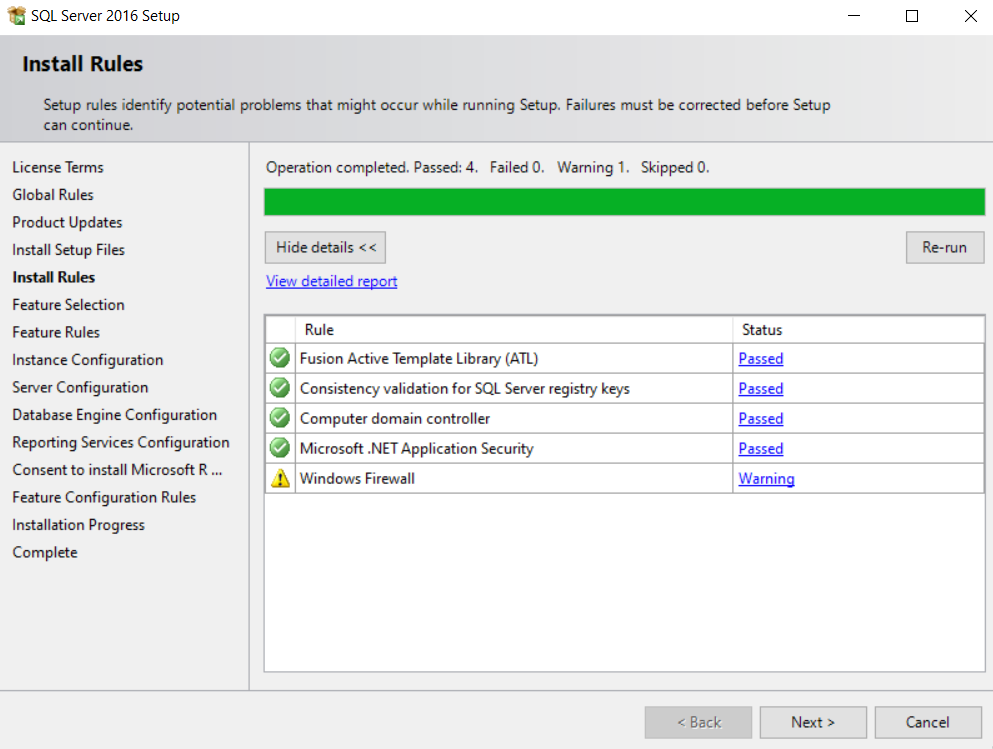 SQL Server 2016 Setup
Install Rules
Setup rules identify potential problems that might occur while running Setup. Failures must be corrected before Setup
can continue.
License Terms
Global Rules
Product Updates
Install Setup Files
Install Rules
Feature Selection
Feature Rules
Instance Configuration
Server Configuration
Database Engine Configuration
Reporting Services Configuration
Consent to install Microsoft R ...
Feature Configuration Rules
Installation Progress
Complete
Operation completed. Passed: 4. Failed 0. Warning 1. Skipped 0.
Hide details << Re-run
View detailed report
Rule Status
Fusion Active Template Library (ATL) Passed
Consistency validation for SQL Server registry keys Passed
Computer domain controller Passed
Microsoft .NET Application Security Passed
Windows Firewall Warning
< Back Next > Cancel